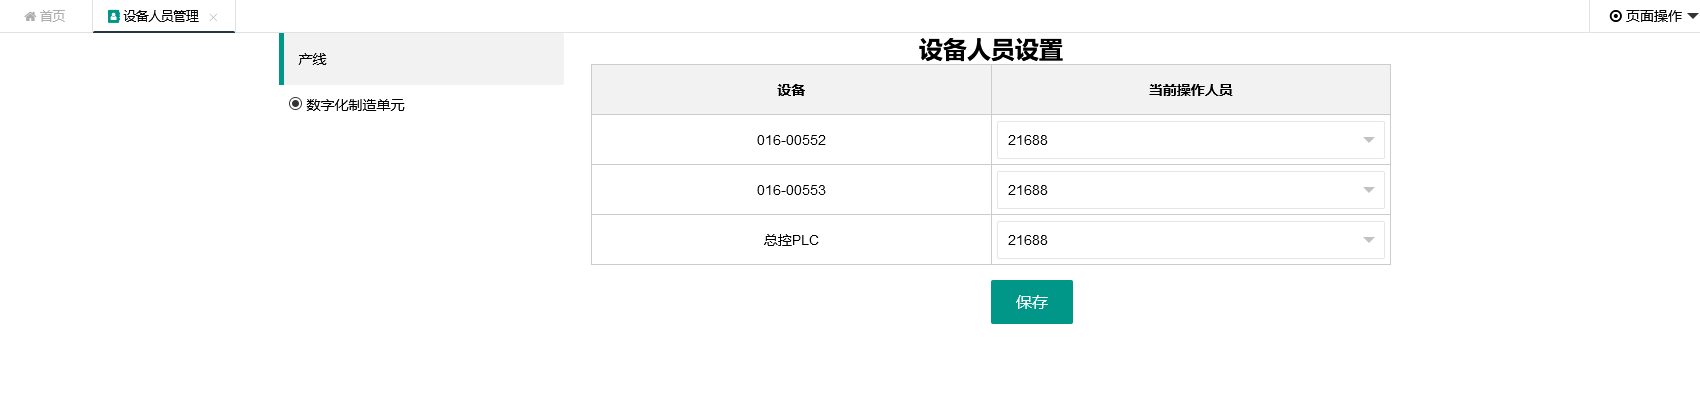 首页
设备人员管理
页面操作
产线
数字化制造单元
设备人员设置
设备 当前操作人员
016-00552 21688
016-00553 21688
总控PLC 21688
保存